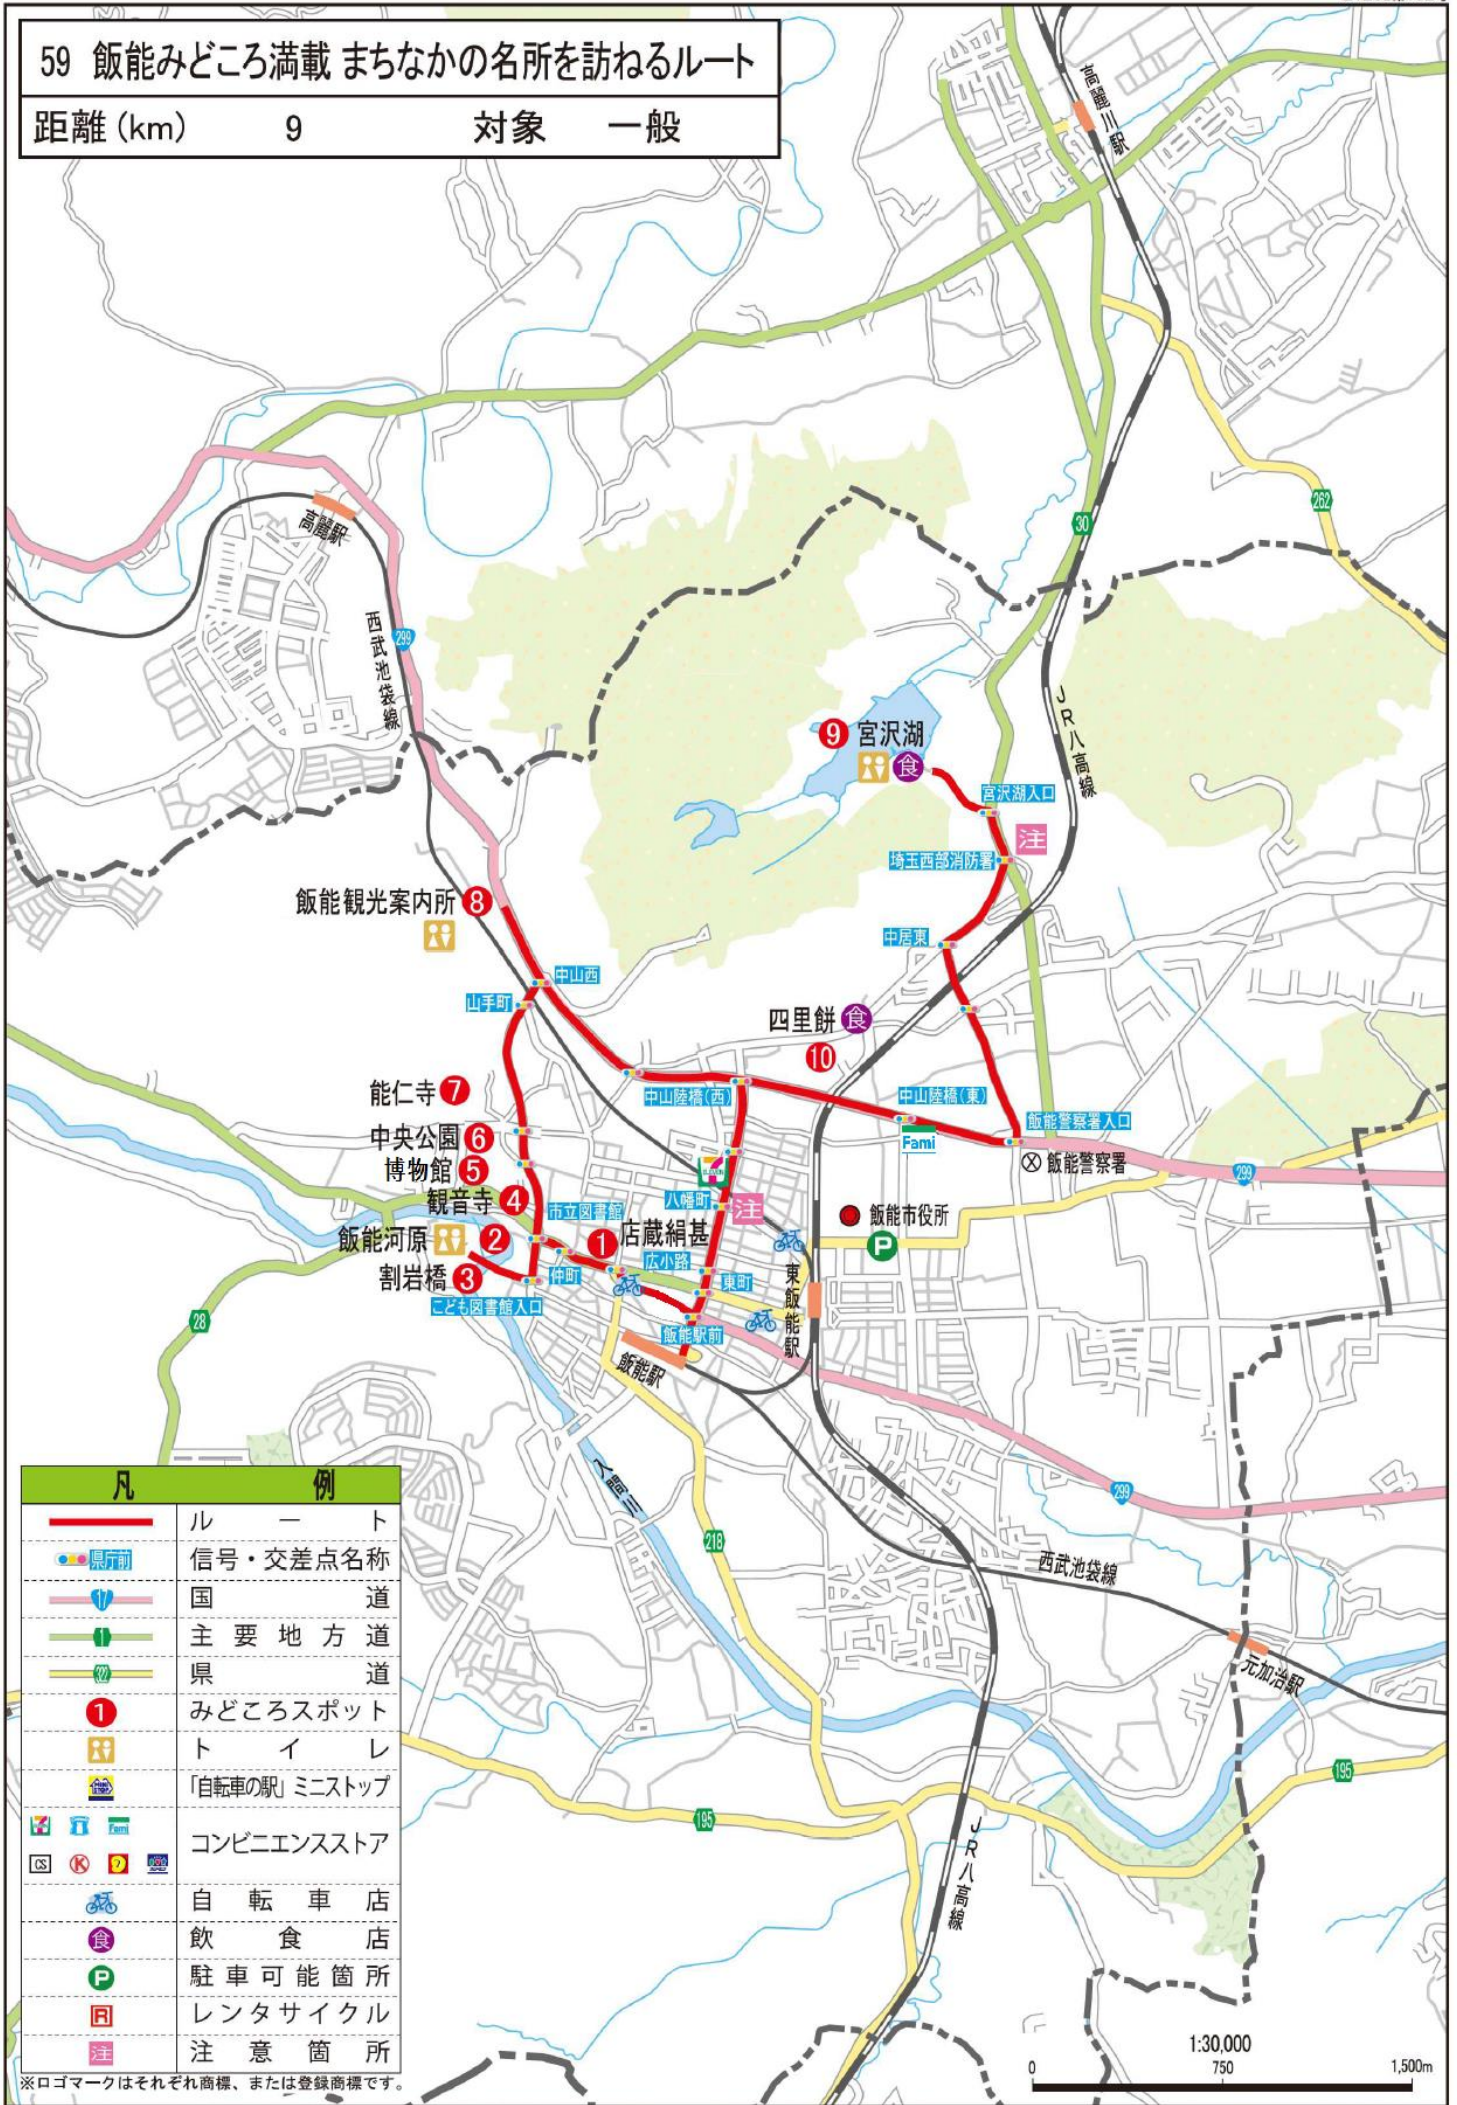 59 飯能みどころ満載 まちなかの名所を訪ねるルート
距離(km) 9 対象 一般
高麗川駅
262
30
高麗駅
299
西武池袋線
JR八高線
9 宮沢湖
食
宮沢湖入口
注
埼玉西部消防署
飯能観光案内所 8
中居東
中山西
山手町
四里餅 食
10
能仁寺 7
中山陸橋(西)
中山陸橋(東)
飯能警察署入口
Fami
中央公園 6
飯能警察署
299
博物館 5
観音寺 4
八幡町
注
市立図書館
飯能市役所
P
飯能河原 2
1 店蔵絹甚
広小路
割岩橋 3
仲町
東町
東飯能駅
こども図書館入口
28
飯能駅前
飯能駅
入間川
299
218
西武池袋線
元加治駅
195
195
JR八高線
凡例
ルート
県庁前 信号・交差点名称
17 国道
1 主要地方道
322 県道
1 みどころスポット
トイレ
「自転車の駅」ミニストップ
Fami
コンビニエンスストア
CS K
自転車店
食 飲食店
P 駐車可能箇所
R レンタサイクル
注 注意箇所
※ロゴマークはそれぞれ商標、または登録商標です。
1:30,000
0 750 1,500m